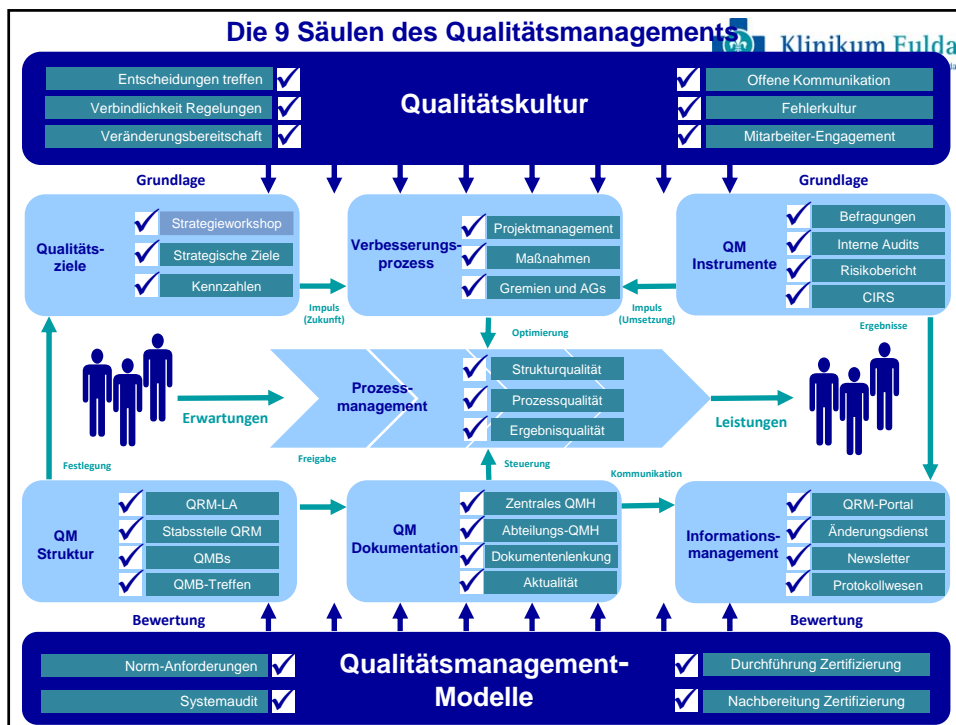 Die 9 Säulen des Qualitätsmanagements
Klinikum Fulda
Entscheidungen treffen
Verbindlichkeit Regelungen
Veränderungsbereitschaft
Qualitätskultur
Offene Kommunikation
Fehlerkultur
Mitarbeiter-Engagement
Grundlage
Grundlage
Qualitäts-
ziele
Strategieworkshop
Strategische Ziele
Kennzahlen
Impuls
(Zukunft)
Verbesserungs-
prozess
Projektmanagement
Maßnahmen
Gremien und AGs
Impuls
(Umsetzung)
QM
Instrumente
Befragungen
Interne Audits
Risikobericht
CIRS
Optimierung
Ergebnisse
Erwartungen
Prozess-
management
Strukturqualität
Prozessqualität
Ergebnisqualität
Leistungen
Festlegung
Freigabe
Steuerung
Kommunikation
QM
Struktur
QRM-LA
Stabsstelle QRM
QMBs
QMB-Treffen
QM
Dokumentation
Zentrales QMH
Abteilungs-QMH
Dokumentenlenkung
Aktualität
Informations-
management
QRM-Portal
Änderungsdienst
Newsletter
Protokollwesen
Bewertung
Bewertung
Norm-Anforderungen
Systemaudit
Qualitätsmanagement-
Modelle
Durchführung Zertifizierung
Nachbereitung Zertifizierung